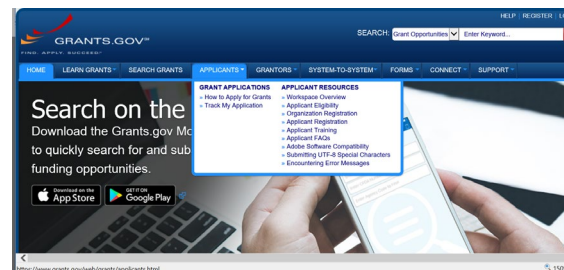 HELP | REGISTER |
GRANTS.GOV℠
FIND. APPLY. SUCCEED.℠
SEARCH: Grant Opportunities Enter Keyword...
HOME LEARN GRANTS SEARCH GRANTS APPLICANTS GRANTORS SYSTEM-TO-SYSTEM FORMS CONNECT SUPPORT
GRANT APPLICATIONS
» How to Apply for Grants
» Track My Application
APPLICANT RESOURCES
» Workspace Overview
» Applicant Eligibility
» Organization Registration
» Applicant Registration
» Applicant Training
» Applicant FAQs
» Adobe Software Compatibility
» Submitting UTF-8 Special Characters
» Encountering Error Messages
Search on the
Download the Grants.gov Mo
to quickly search for and sub
funding opportunities.
Download on the
App Store
GET IT ON
Google Play
https://www.grants.gov/web/grants/applicants.html
150